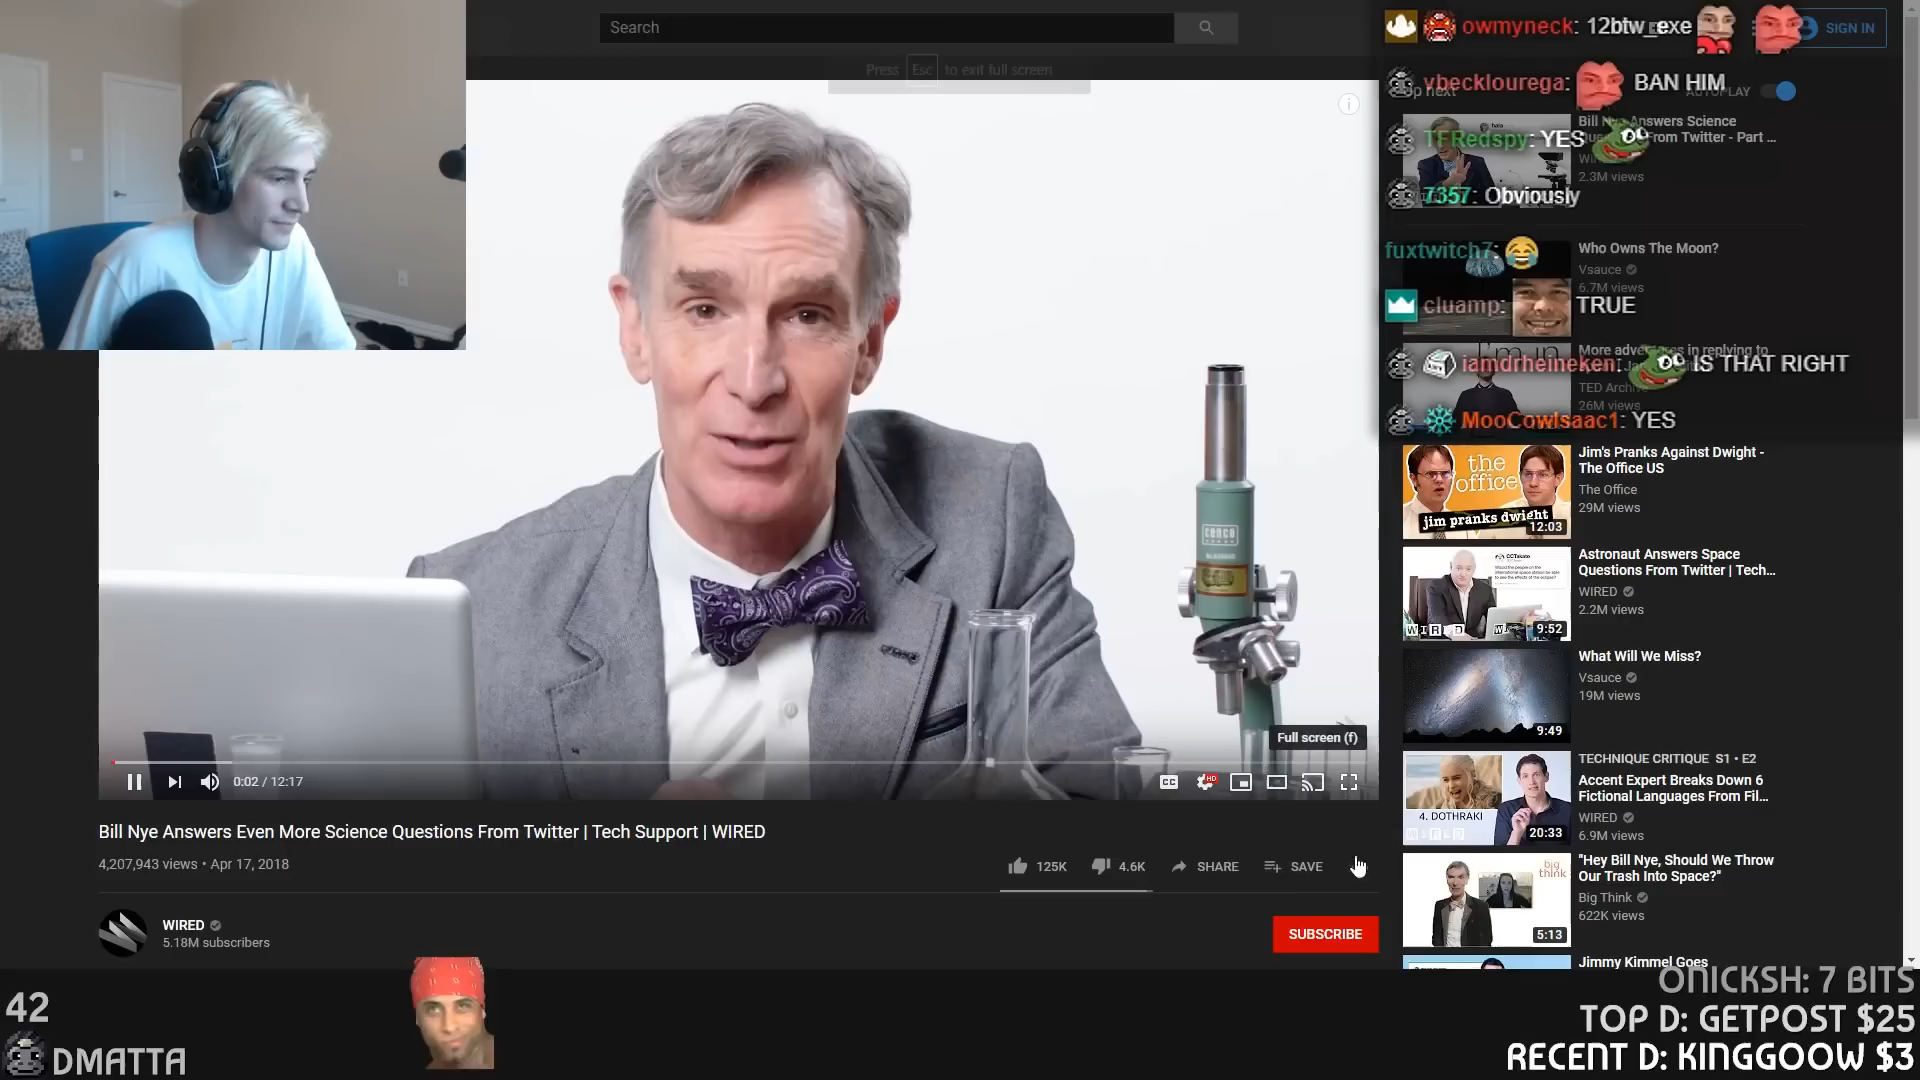 Search
Press Esc to exit full screen
SIGN IN
owmyneck: 12btw_exe
vbecklourega: BAN HIM
AUTOPLAY
TFRedspy: YES
7357: Obviously
fuxtwitch7:
cluamp: TRUE
iamdrheineken: IS THAT RIGHT
MooCowIsaac1: YES
Answers Science
From Twitter - Part ...
2.3M views
Who Owns The Moon?
Vsauce
6.7M views
in replying to
26M views
the office
jim pranks dwight
12:03
Jim's Pranks Against Dwight -
The Office US
The Office
29M views
WIRED
9:52
Astronaut Answers Space
Questions From Twitter | Tech...
WIRED
2.2M views
9:49
What Will We Miss?
Vsauce
19M views
4. DOTHRAKI
20:33
TECHNIQUE CRITIQUE S1 • E2
Accent Expert Breaks Down 6
Fictional Languages From Fil...
WIRED
6.9M views
big think
5:13
"Hey Bill Nye, Should We Throw
Our Trash Into Space?"
Big Think
622K views
Jimmy Kimmel Goes
cenco
Full screen (f)
0:02 / 12:17
CC
HD
Bill Nye Answers Even More Science Questions From Twitter | Tech Support | WIRED
4,207,943 views • Apr 17, 2018
125K
4.6K
SHARE
SAVE
WIRED
5.18M subscribers
SUBSCRIBE
42
DMATTA
ONICKSH: 7 BITS
TOP D: GETPOST $25
RECENT D: KINGGOOW $3